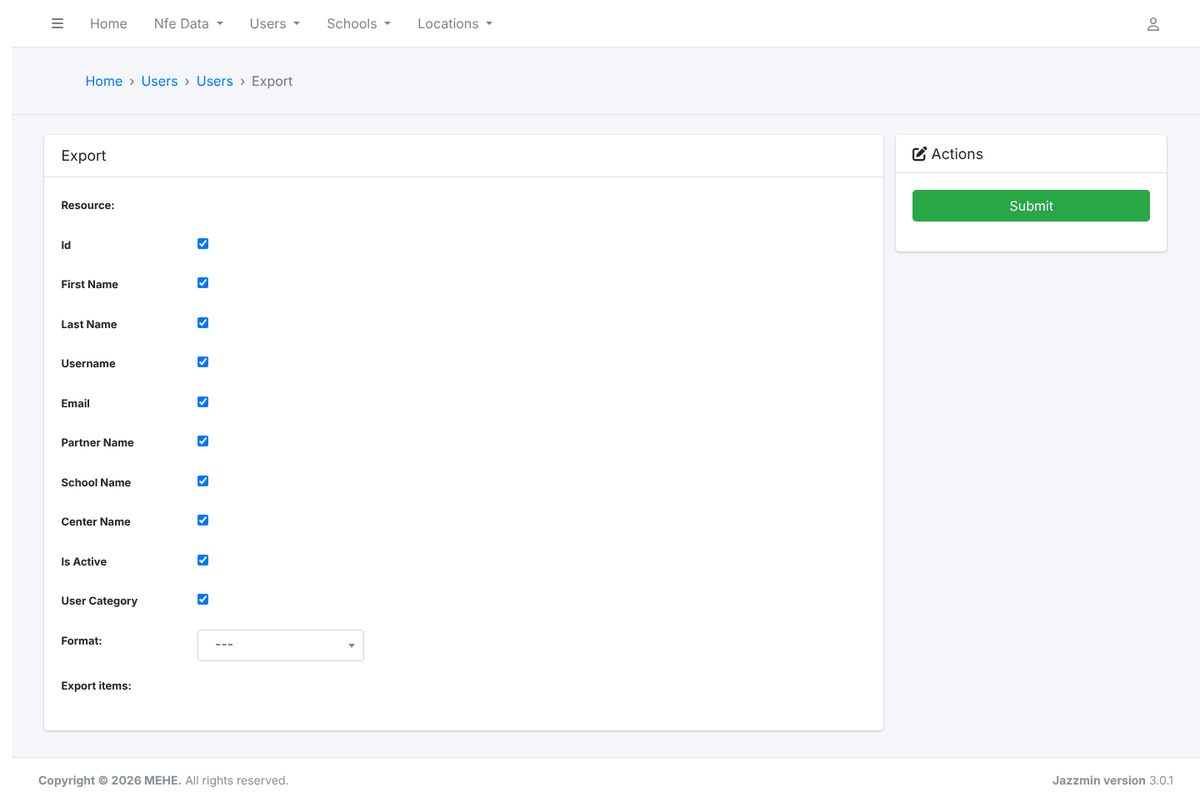 Home Nfe Data Users Schools Locations
Home › Users › Users › Export
Export
Actions
Submit
Resource:
Id
First Name
Last Name
Username
Email
Partner Name
School Name
Center Name
Is Active
User Category
Format: ---
Export items:
Copyright © 2026 MEHE. All rights reserved. Jazzmin version 3.0.1